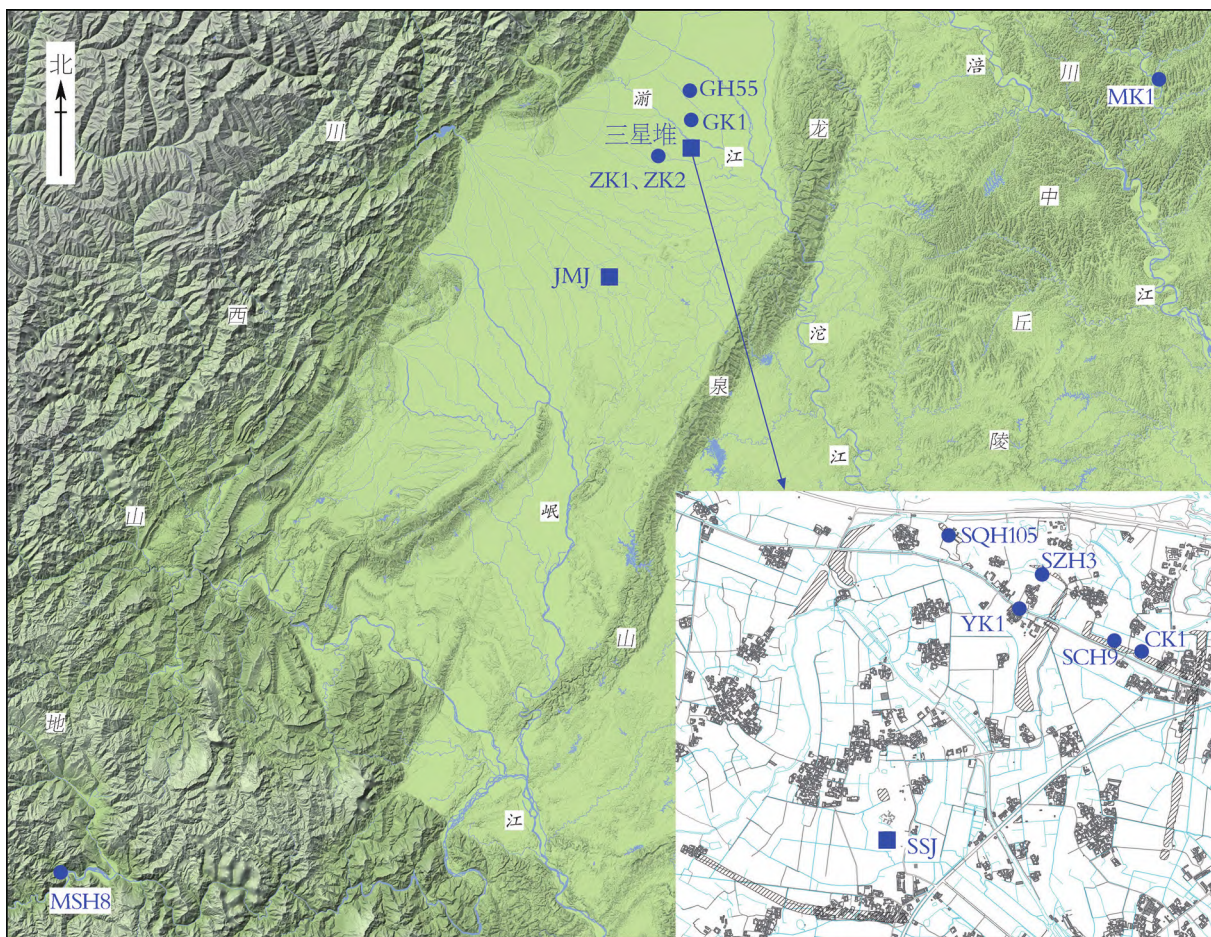 北
涪
川
MK1
GH55
湔
川
GK1
龙
三星堆
江
ZK1、ZK2
中
JMJ
江
西
丘
沱
泉
陵
江
岷
山
SQH105
SZH3
YK1
SCH9
CK1
山
地
江
SSJ
MSH8